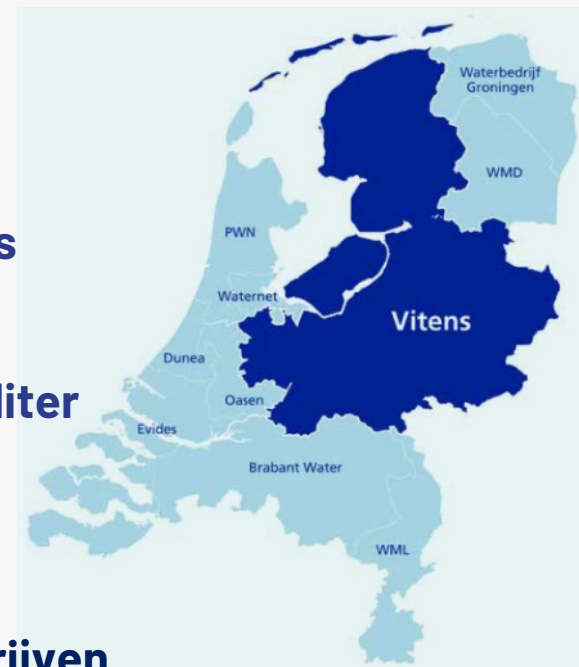 Waterbedrijf
Groningen
WMD
s
PWN
Waternet
Vitens
Dunea
liter
Oasen
Evides
Brabant Water
WML
rijven